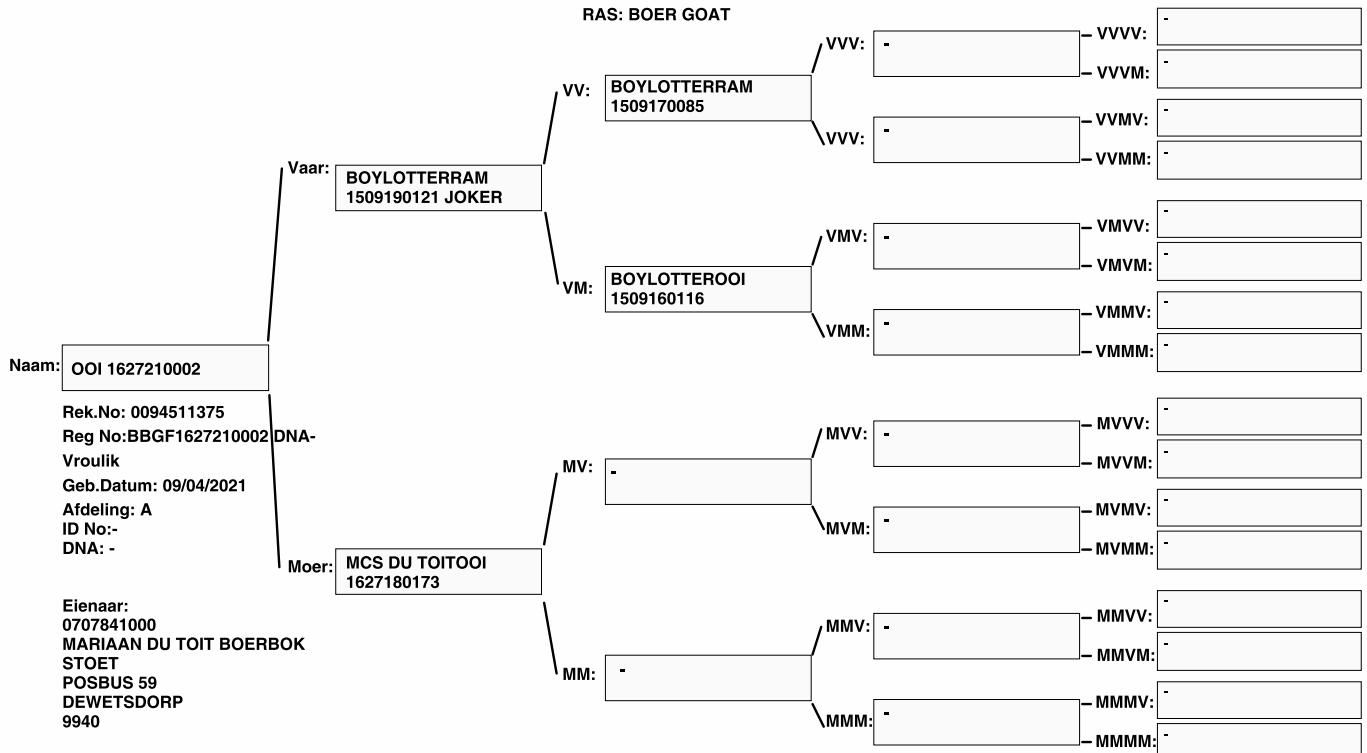 RAS: BOER GOAT
Naam: OOI 1627210002
Rek.No: 0094511375
Reg No:BBGF1627210002 DNA-
Vroulik
Geb.Datum: 09/04/2021
Afdeling: A
ID No:-
DNA: -
Eienaar:
0707841000
MARIAAN DU TOIT BOERBOK
STOET
POSBUS 59
DEWETSDORP
9940
Vaar: BOYLOTTERRAM
1509190121 JOKER
Moer: MCS DU TOITOOI
1627180173
VV: BOYLOTTERRAM
1509170085
VM: BOYLOTTEROOI
1509160116
MV: -
MM: -
VVV: -
VVV: -
VMV: -
VMM: -
MVV: -
MVM: -
MMV: -
MMM: -
VVVV: -
VVVM: -
VVMV: -
VVMM: -
VMVV: -
VMVM: -
VMMV: -
VMMM: -
MVVV: -
MVVM: -
MVMV: -
MVMM: -
MMVV: -
MMVM: -
MMMV: -
MMMM: -